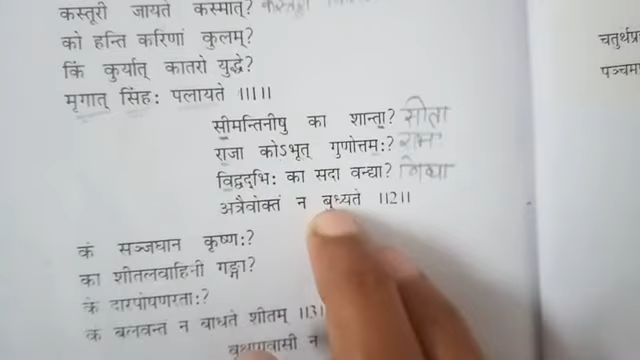 कस्तूरी जायते कस्मात्?
को हन्ति करिणां कुलम्?
किं कुर्यात् कातरो युद्धे?
मृगात् सिंहः पलायते ।।1।।
सीमन्तिनीषु का शान्ता? सीता
राजा कोऽभूत् गुणोत्तमः? रामः
विद्वद्भिः का सदा वन्द्या? विद्या
अत्रैवोक्तं न बुध्यते ।।2।।
कं सञ्जघान कृष्णः?
का शीतलवाहिनी गङ्गा?
के दारपोषणरताः?
कं बलवन्तं न बाधते शीतम् ।।3।
न
चतुर्थप्र
पञ्चमप